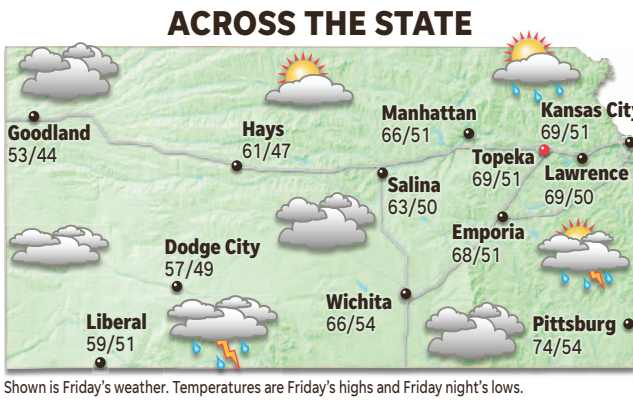 ACROSS THE STATE
Goodland
53/44
Hays
61/47
Manhattan
66/51
Kansas City
69/51
Topeka
69/51
Lawrence
69/50
Salina
63/50
Emporia
68/51
Dodge City
57/49
Wichita
66/54
Liberal
59/51
Pittsburg
74/54
Shown is Friday's weather. Temperatures are Friday's highs and Friday night's lows.